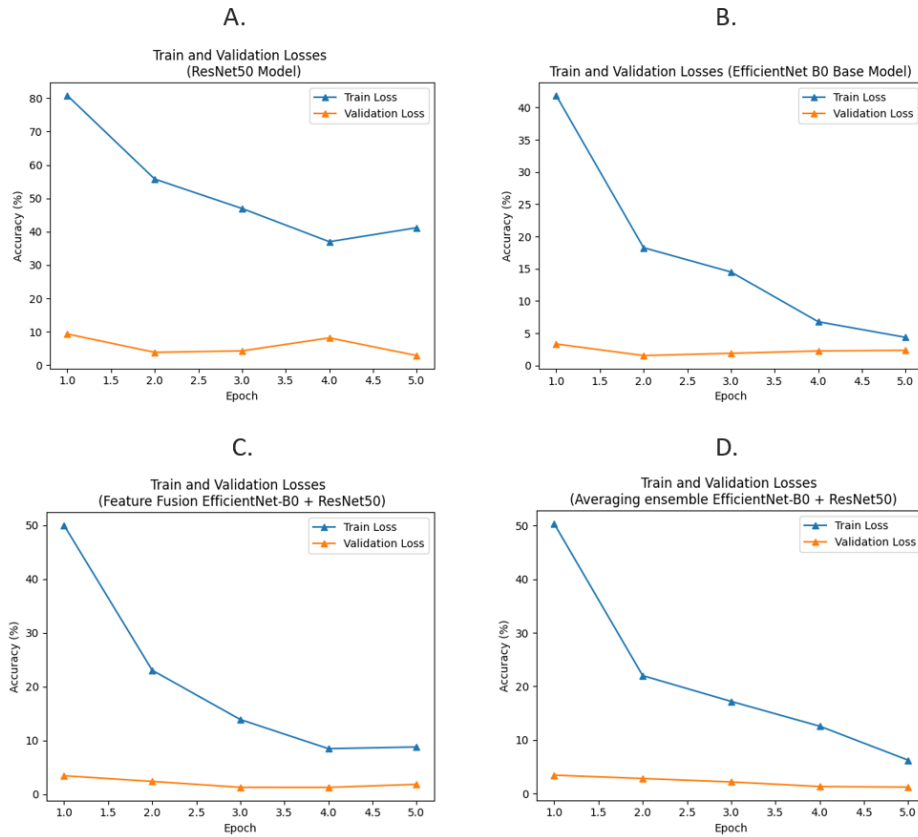 A.
Train and Validation Losses
(ResNet50 Model)
Train Loss
Validation Loss
Accuracy (%)
80
70
60
50
40
30
20
10
0
1.0 1.5 2.0 2.5 3.0 3.5 4.0 4.5 5.0
Epoch
B.
Train and Validation Losses (EfficientNet B0 Base Model)
Train Loss
Validation Loss
Accuracy (%)
40
35
30
25
20
15
10
5
0
1.0 1.5 2.0 2.5 3.0 3.5 4.0 4.5 5.0
Epoch
C.
Train and Validation Losses
(Feature Fusion EfficientNet-B0 + ResNet50)
Train Loss
Validation Loss
Accuracy (%)
50
40
30
20
10
0
1.0 1.5 2.0 2.5 3.0 3.5 4.0 4.5 5.0
Epoch
D.
Train and Validation Losses
(Averaging ensemble EfficientNet-B0 + ResNet50)
Train Loss
Validation Loss
Accuracy (%)
50
40
30
20
10
0
1.0 1.5 2.0 2.5 3.0 3.5 4.0 4.5 5.0
Epoch